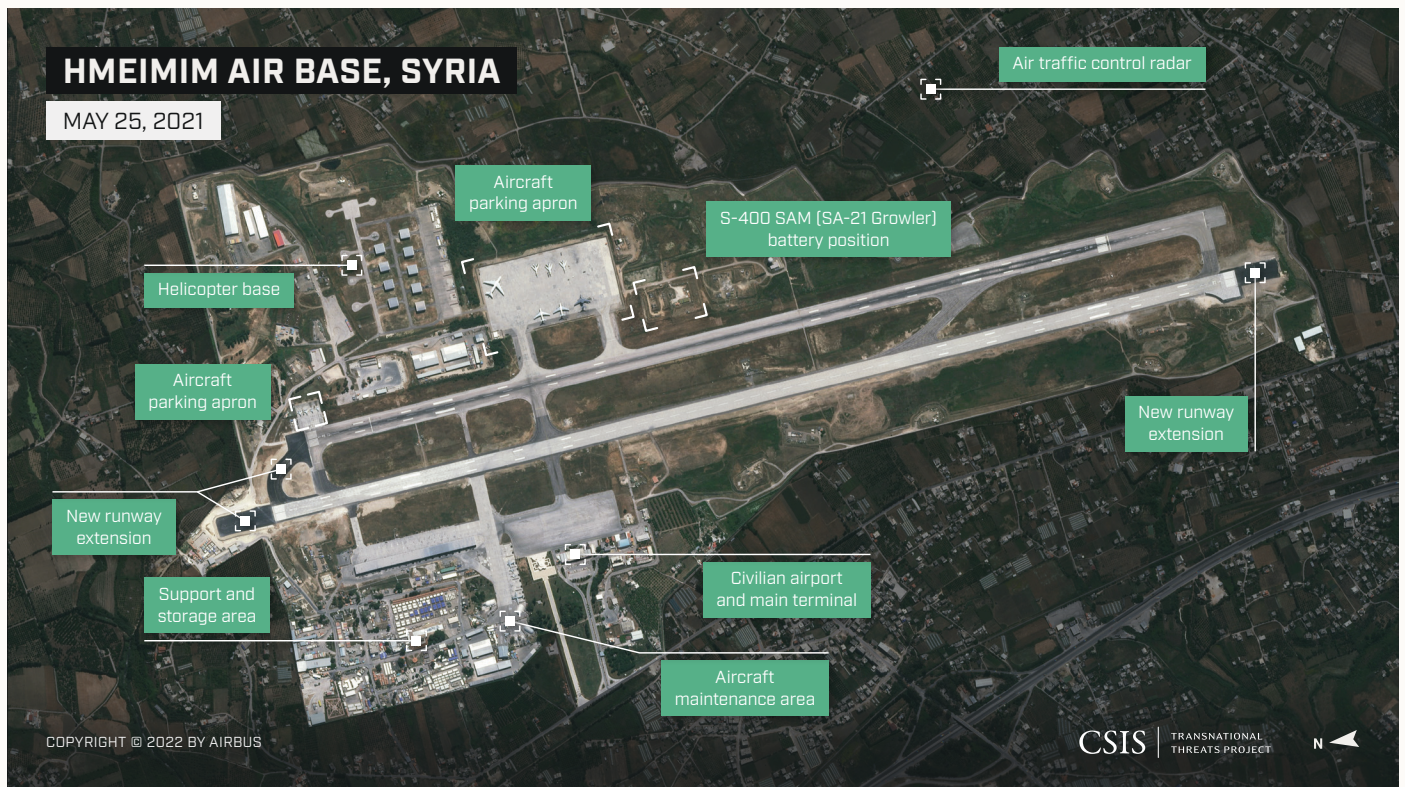 HMEIMIM AIR BASE, SYRIA
MAY 25, 2021
Air traffic control radar
Aircraft
parking apron
S-400 SAM (SA-21 Growler)
battery position
Helicopter base
Aircraft
parking apron
New runway
extension
New runway
extension
Support and
storage area
Civilian airport
and main terminal
Aircraft
maintenance area
COPYRIGHT © 2022 BY AIRBUS
CSIS
TRANSNATIONAL
THREATS PROJECT
N